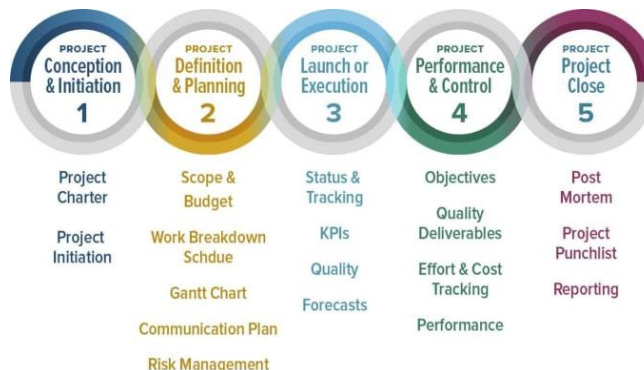 PROJECT
Conception
& Initiation
1
PROJECT
Definition
& Planning
2
PROJECT
Launch or
Execution
3
PROJECT
Performance
& Control
4
PROJECT
Project
Close
5
Project
Charter
Project
Initiation
Scope &
Budget
Work Breakdown
Schdue
Gantt Chart
Communication Plan
Risk Management
Status &
Tracking
KPIs
Quality
Forecasts
Objectives
Quality
Deliverables
Effort & Cost
Tracking
Performance
Post
Mortem
Project
Punchlist
Reporting